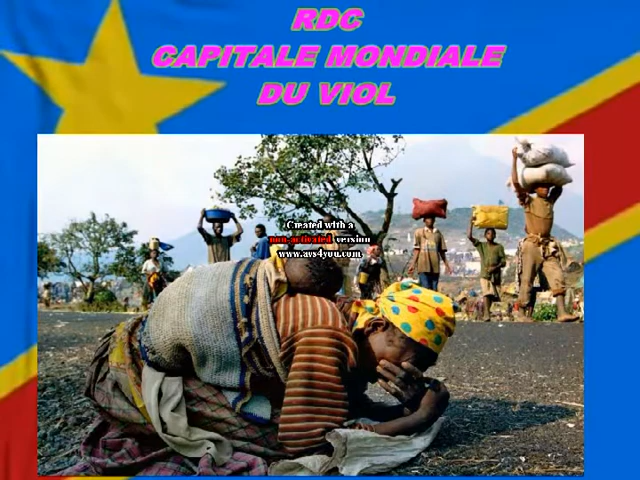 RDC
CAPITALE MONDIALE
DU VIOL
Created with a
non-activated version
www.avs4you.com